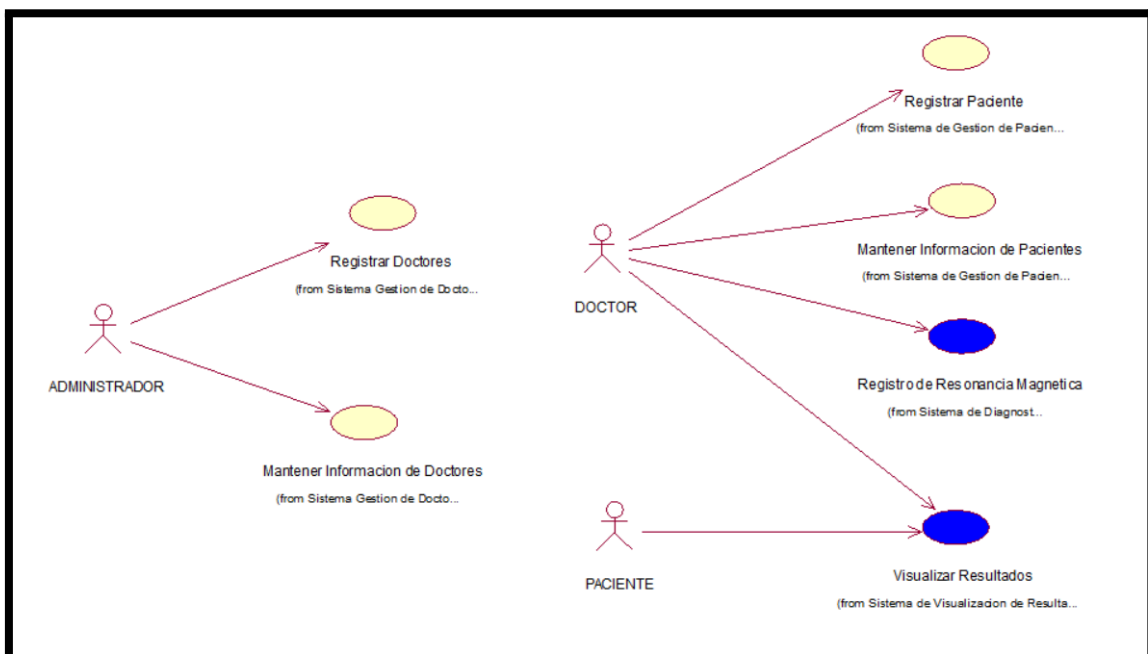 Registrar Paciente
(from Sistema de Gestion de Pacien...
Registrar Doctores
(from Sistema Gestion de Docto...
ADMINISTRADOR
Mantener Informacion de Doctores
(from Sistema Gestion de Docto...
DOCTOR
Mantener Informacion de Pacientes
(from Sistema de Gestion de Pacien...
Registro de Resonancia Magnetica
(from Sistema de Diagnost...
PACIENTE
Visualizar Resultados
(from Sistema de Visualizacion de Resulta...